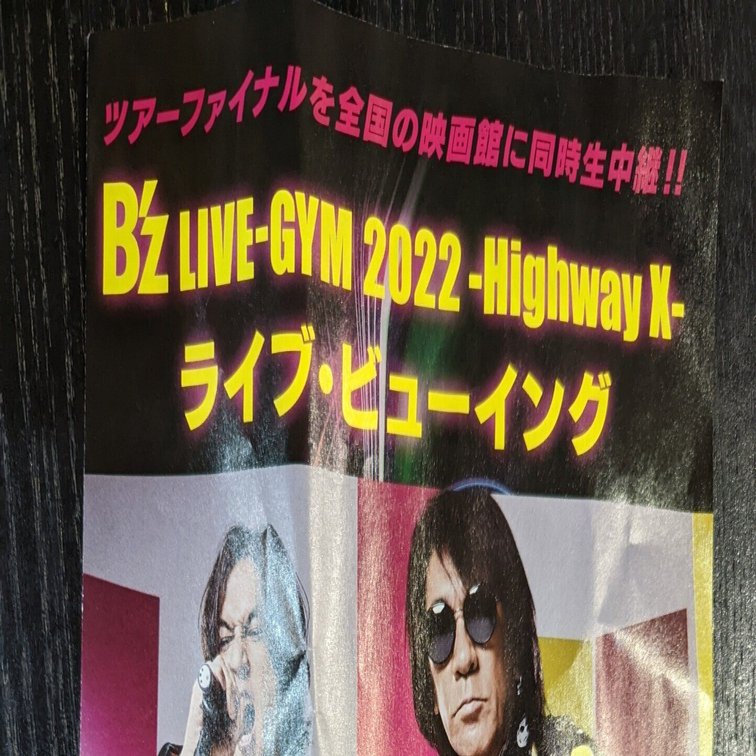 ツアーファイナルを全国の映画館に同時生中継!!
B'z LIVE-GYM 2022 -Highway X-
ライブ・ビューイング